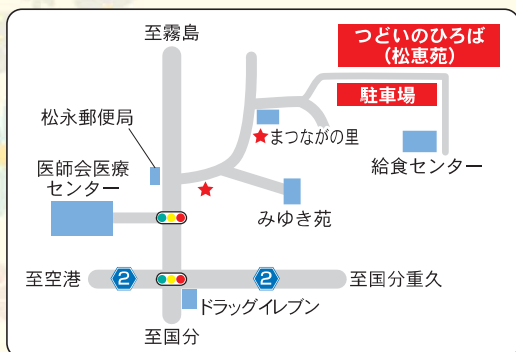 至霧島
つどいのひろば
(松恵苑)
駐車場
松永郵便局
★まつながの里
医師会医療
センター
給食センター
★
みゆき苑
至空港
2
2
至国分重久
ドラッグイレブン
至国分